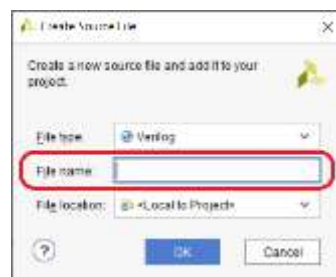 Create Source File
Create a new source file and add it to your
project.
File type: Verilog
File name:
File location: <Local to Project>
? OK Cancel